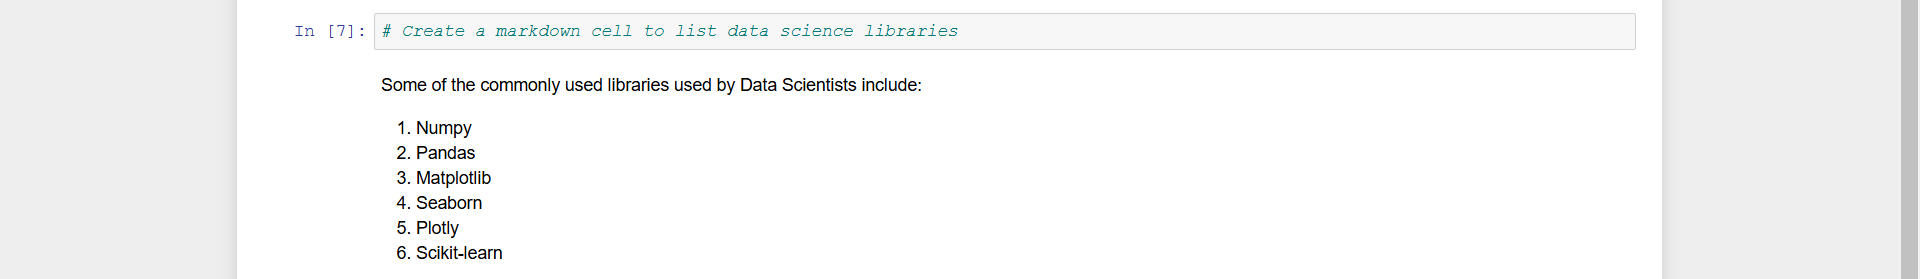 In [7]: # Create a markdown cell to list data science libraries
Some of the commonly used libraries used by Data Scientists include:
1. Numpy
2. Pandas
3. Matplotlib
4. Seaborn
5. Plotly
6. Scikit-learn